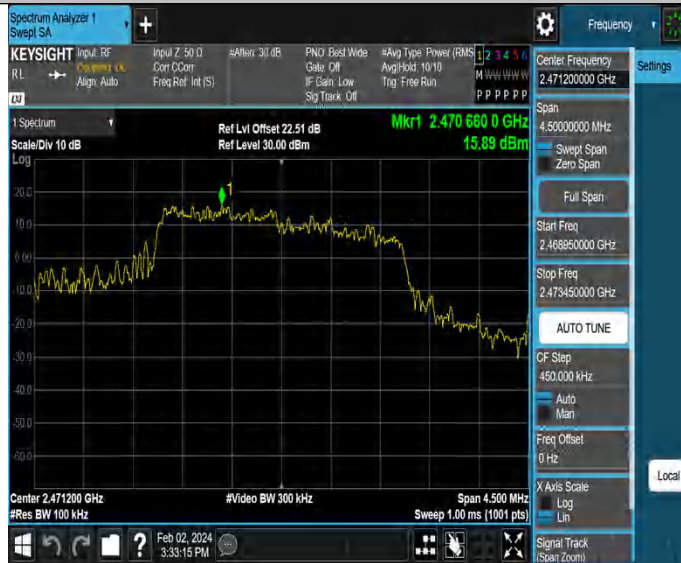 Spectrum Analyzer 1
Swept SA
+
Frequency
KEYSIGHT
RL
Input: RF
Coupling: DC
Align: Auto
Input Z: 50 Ω
Corr CCorr
Freq Ref: Int (S)
#Atten: 30 dB
PNO: Best Wide
Gate: Off
IF Gain: Low
Sig Track: Off
#Avg Type: Power (RMS
Avg|Hold: 10/10
Trig: Free Run
1 2 3 4 5 6
M W W W W W
P P P P P P
LXI
1 Spectrum
Scale/Div 10 dB
Log
Ref Lvl Offset 22.51 dB
Ref Level 30.00 dBm
Mkr1 2.470 660 0 GHz
15.89 dBm
1
20.0
10.0
0.00
-10.0
-20.0
-30.0
-40.0
-50.0
-60.0
Center 2.471200 GHz
#Res BW 100 kHz
#Video BW 300 kHz
Span 4.500 MHz
Sweep 1.00 ms (1001 pts)
Center Frequency
2.471200000 GHz
Span
4.50000000 MHz
Swept Span
Zero Span
Full Span
Start Freq
2.468950000 GHz
Stop Freq
2.473450000 GHz
AUTO TUNE
CF Step
450.000 kHz
Auto
Man
Freq Offset
0 Hz
X Axis Scale
Log
Lin
Signal Track
(Span Zoom)
Settings
Local
?
Feb 02, 2024
3:33:15 PM